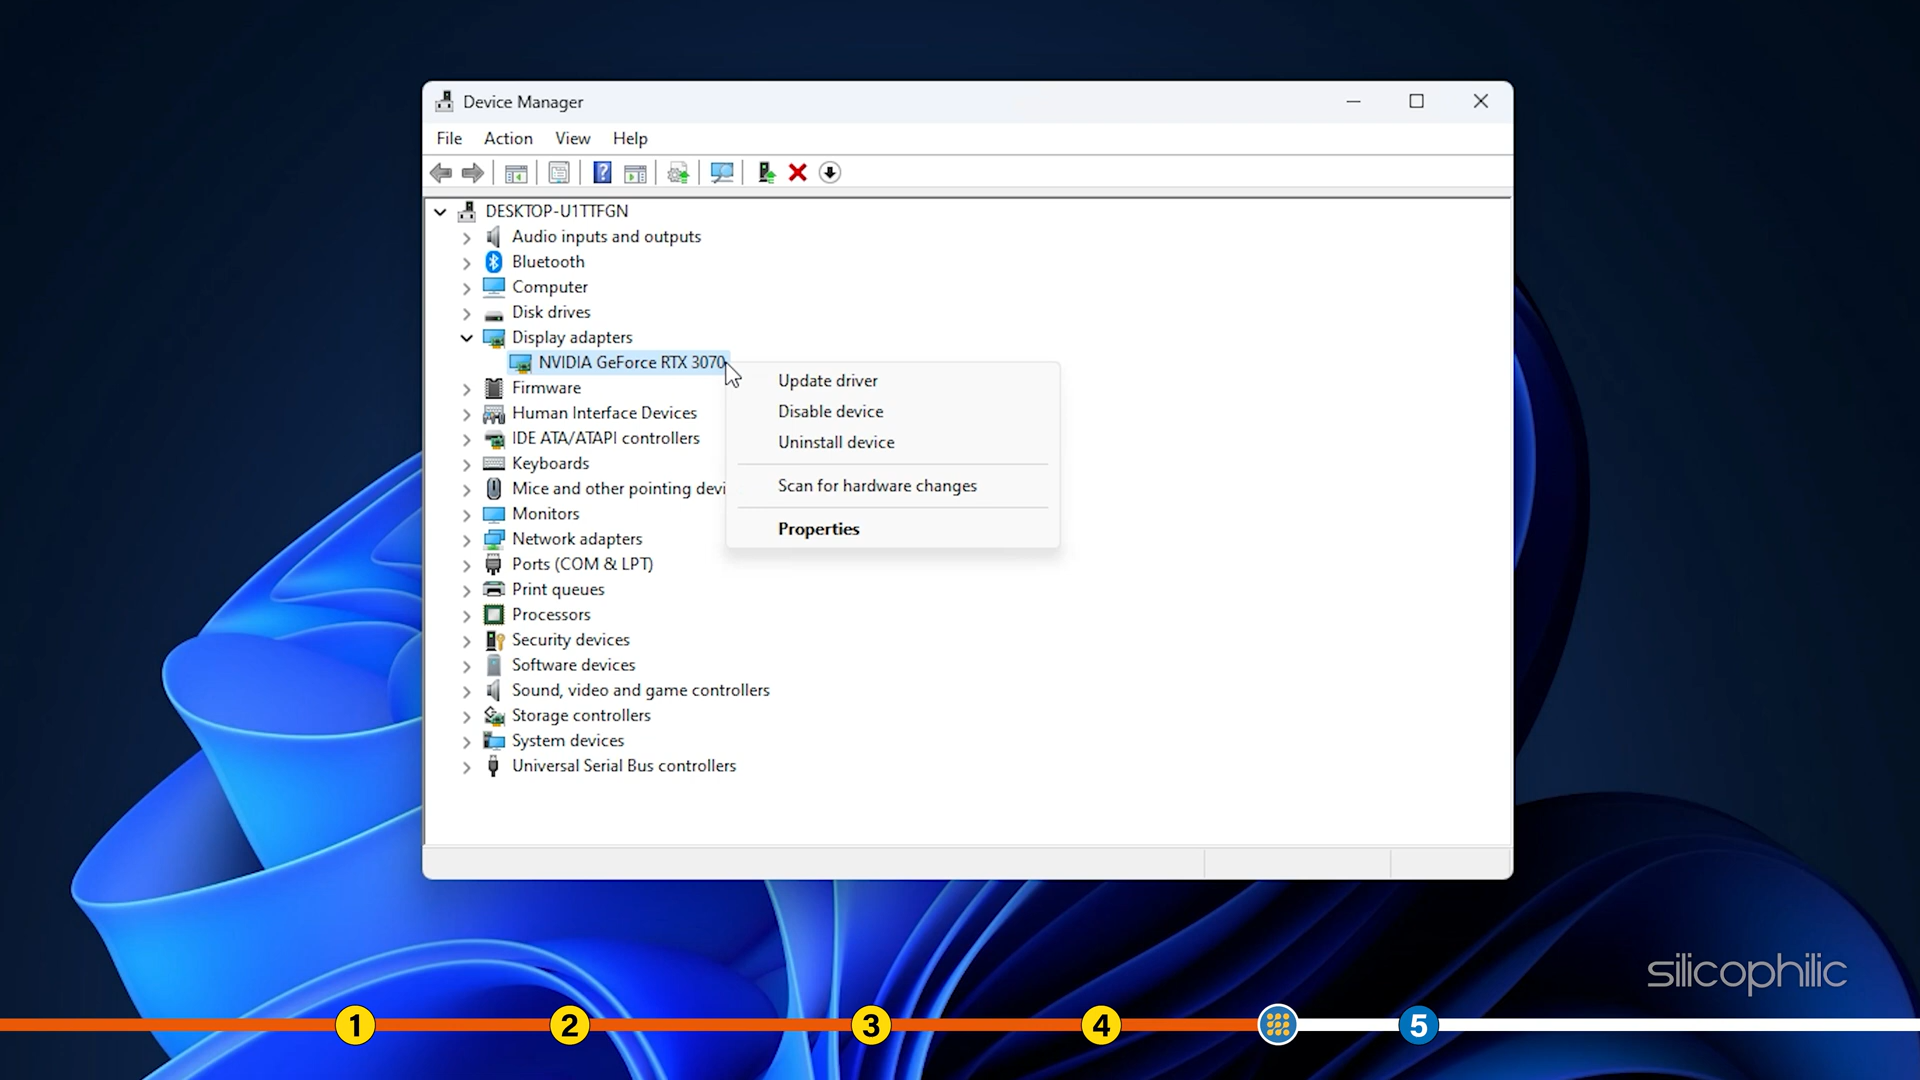 Device Manager
File Action View Help
DESKTOP-U1TTFGN
Audio inputs and outputs
Bluetooth
Computer
Disk drives
Display adapters
NVIDIA GeForce RTX 3070
Update driver
Disable device
Uninstall device
Scan for hardware changes
Properties
Firmware
Human Interface Devices
IDE ATA/ATAPI controllers
Keyboards
Mice and other pointing devi
Monitors
Network adapters
Ports (COM & LPT)
Print queues
Processors
Security devices
Software devices
Sound, video and game controllers
Storage controllers
System devices
Universal Serial Bus controllers
silicophilic
1 2 3 4 5